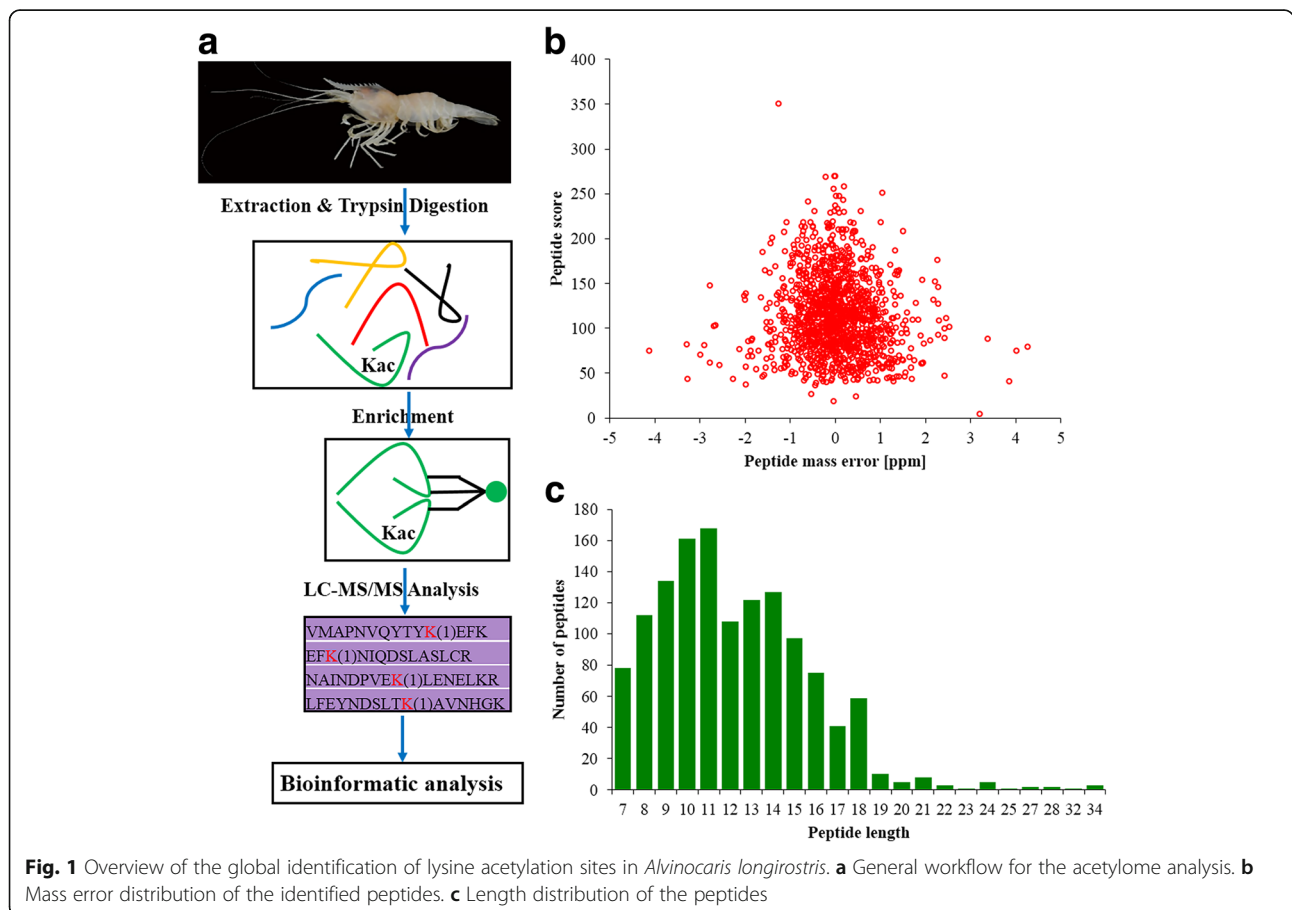 a
Extraction & Trypsin Digestion
Kac
Enrichment
Kac
LC-MS/MS Analysis
VMAPNVQYTYK(1)EFK
EFK(1)NIQDSLASLCR
NAINDPVEK(1)LENELKR
LFEYNDSLTK(1)AVNHGK
Bioinformatic analysis
b
400
350
300
250
200
150
100
50
0
Peptide score
-5 -4 -3 -2 -1 0 1 2 3 4 5
Peptide mass error [ppm]
c
180
160
140
120
100
80
60
40
20
0
Number of peptides
7 8 9 10 11 12 13 14 15 16 17 18 19 20 21 22 23 24 25 27 28 32 34
Peptide length
Fig. 1 Overview of the global identification of lysine acetylation sites in Alvinocaris longirostris. a General workflow for the acetylome analysis. b
Mass error distribution of the identified peptides. c Length distribution of the peptides